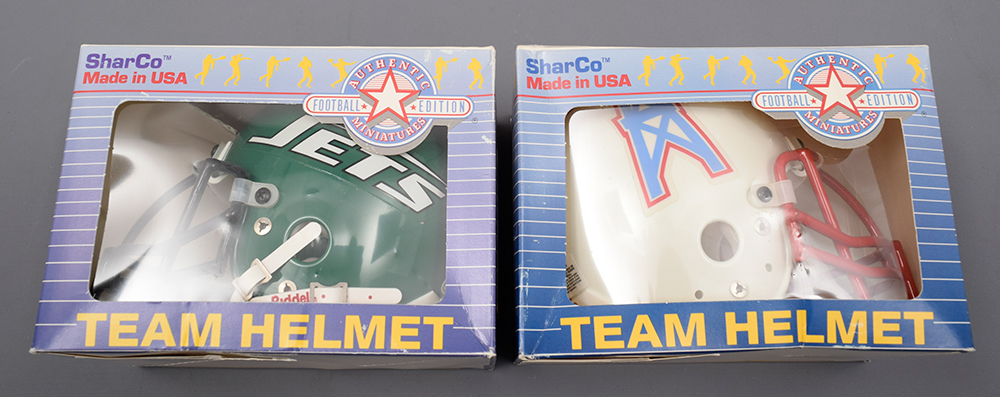 SharCo™
Made in USA
AUTHENTIC
FOOTBALL EDITION
MINIATURES
JETS
Riddell
TEAM HELMET
SharCo™
Made in USA
AUTHENTIC
FOOTBALL EDITION
MINIATURES
TEAM HELMET